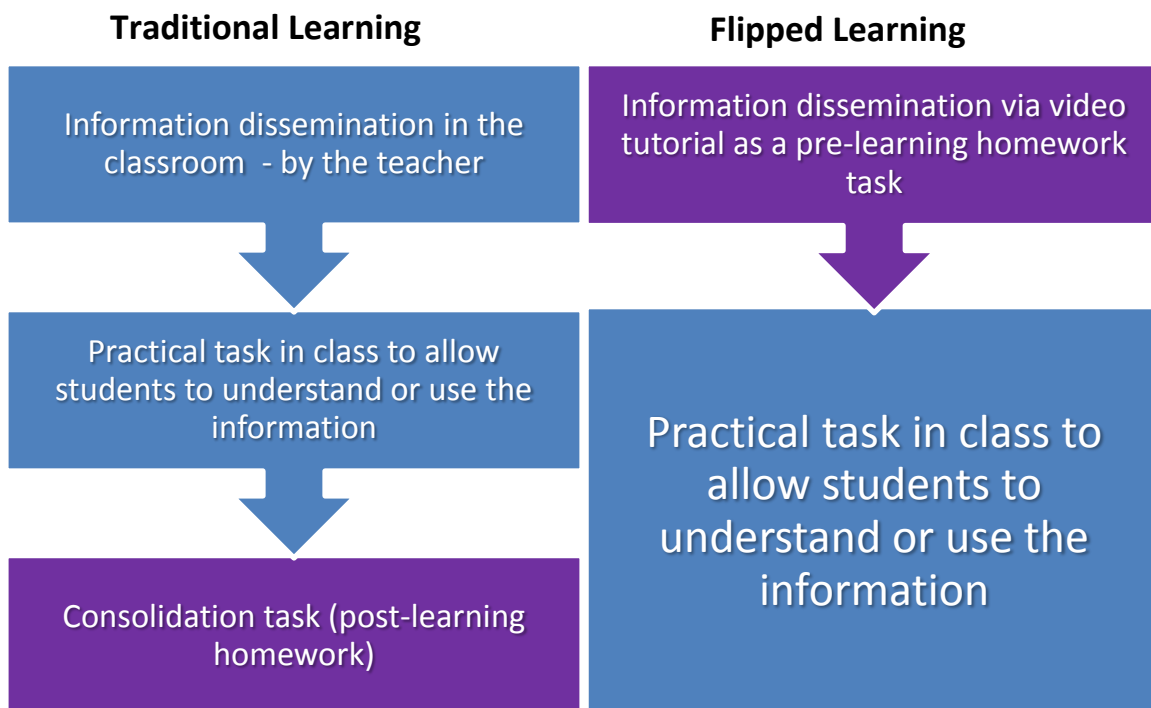 Traditional Learning
Information dissemination in the
classroom  - by the teacher
Practical task in class to allow
students to understand or use the
information
Consolidation task (post-learning
homework)
Flipped Learning
Information dissemination via video
tutorial as a pre-learning homework
task
Practical task in class to
allow students to
understand or use the
information